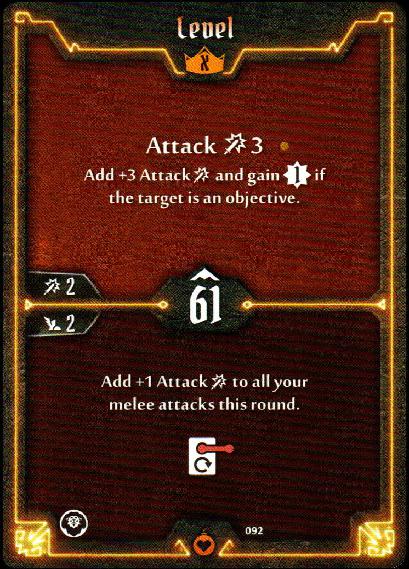 Level
X
Attack 3
Add +3 Attack and gain 1 if
the target is an objective.
2
61
2
Add +1 Attack to all your
melee attacks this round.
092